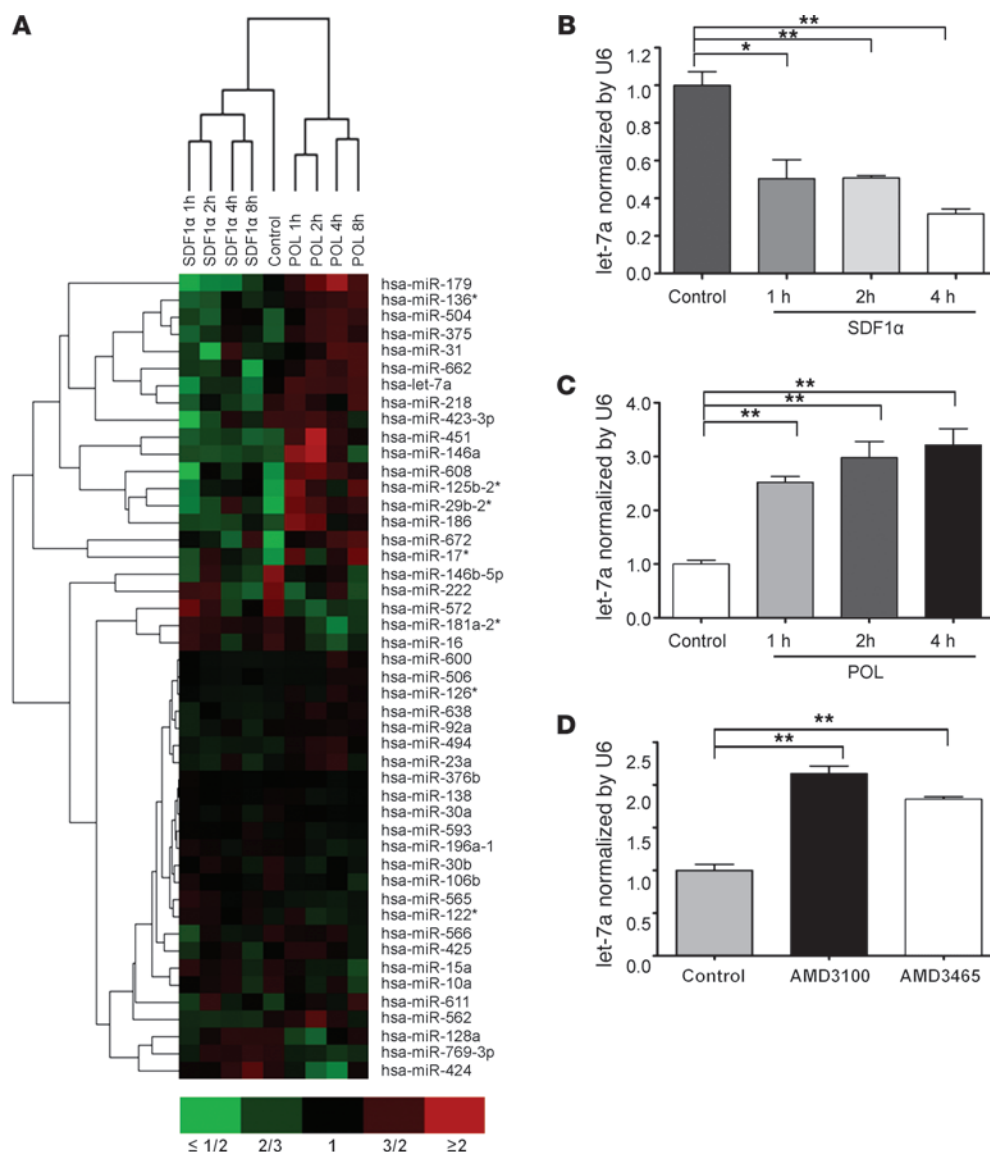 A
SDF1α 1h
SDF1α 2h
SDF1α 4h
SDF1α 8h
Control
POL 1h
POL 2h
POL 4h
POL 8h
hsa-miR-179
hsa-miR-136*
hsa-miR-504
hsa-miR-375
hsa-miR-31
hsa-miR-662
hsa-let-7a
hsa-miR-218
hsa-miR-423-3p
hsa-miR-451
hsa-miR-146a
hsa-miR-608
hsa-miR-125b-2*
hsa-miR-29b-2*
hsa-miR-186
hsa-miR-672
hsa-miR-17*
hsa-miR-146b-5p
hsa-miR-222
hsa-miR-572
hsa-miR-181a-2*
hsa-miR-16
hsa-miR-600
hsa-miR-506
hsa-miR-126*
hsa-miR-638
hsa-miR-92a
hsa-miR-494
hsa-miR-23a
hsa-miR-376b
hsa-miR-138
hsa-miR-30a
hsa-miR-593
hsa-miR-196a-1
hsa-miR-30b
hsa-miR-106b
hsa-miR-565
hsa-miR-122*
hsa-miR-566
hsa-miR-425
hsa-miR-15a
hsa-miR-10a
hsa-miR-611
hsa-miR-562
hsa-miR-128a
hsa-miR-769-3p
hsa-miR-424
≤ 1/2 2/3 1 3/2 ≥2
B
let-7a normalized by U6
1.2
1.0
0.8
0.6
0.4
0.2
0.0
**
**
*
Control 1 h 2h 4 h
SDF1α
C
let-7a normalized by U6
4.0
3.0
2.0
1.0
0.0
**
**
**
Control 1 h 2h 4 h
POL
D
let-7a normalized by U6
2.5
2.0
1.5
1.0
0.5
0.0
**
**
Control AMD3100 AMD3465